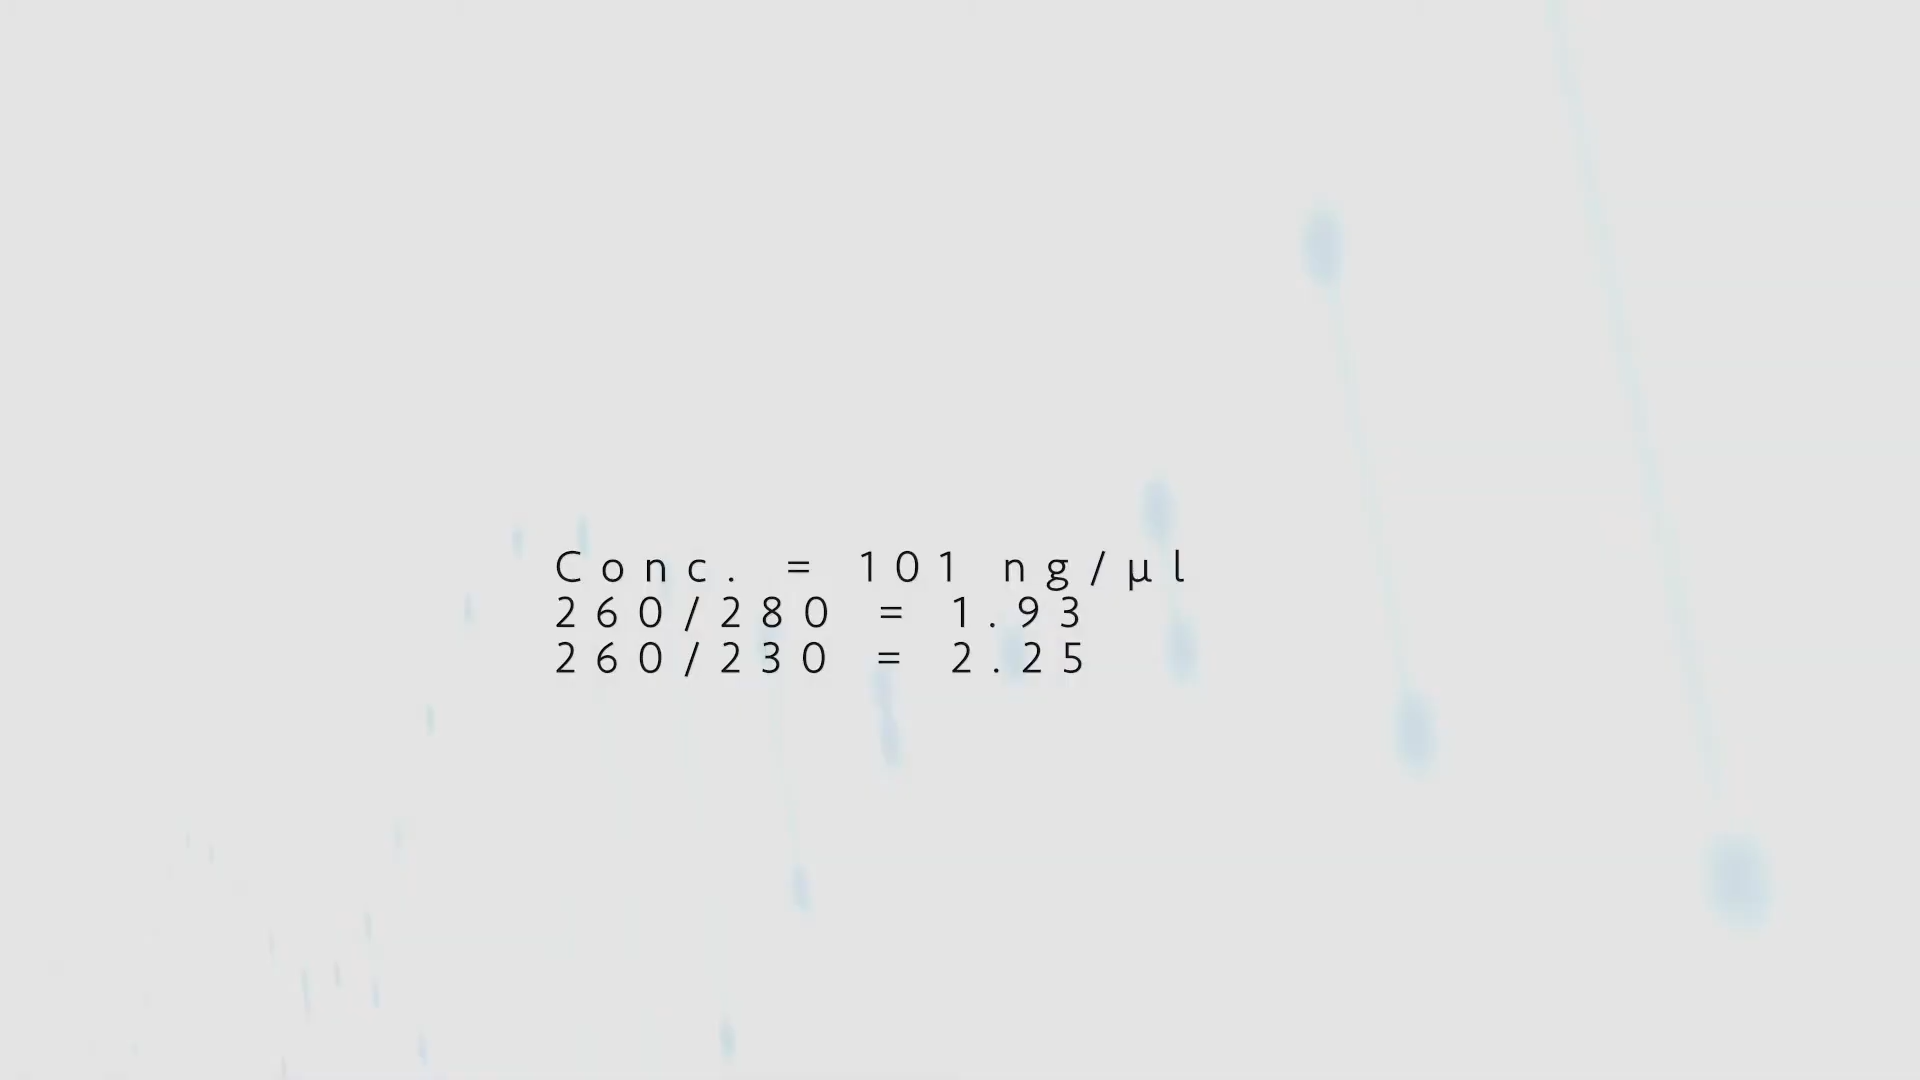 Conc. = 101 ng/µl
260/280 = 1.93
260/230 = 2.25